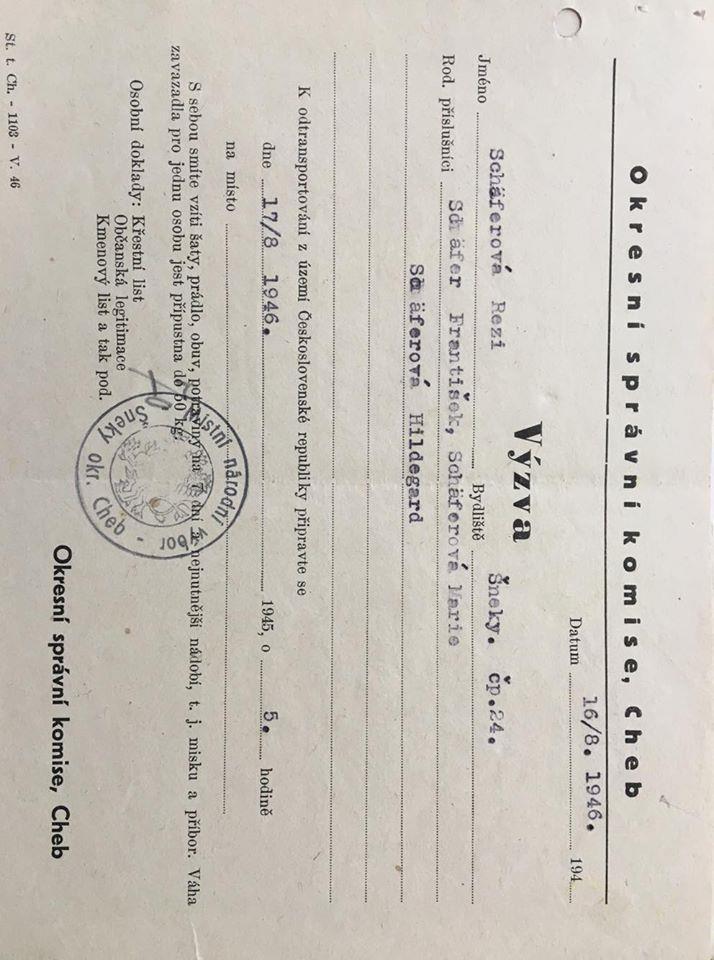 Okresní správní komise, Cheb
Datum 16/8. 1946. 194
Výzva
Jméno Schäferová Rezi Bydliště Šneky. čp.24.
Rod. příslušníci Schäfer František, Schäferová Marie
Schäferová Hildegard
K odtransportování z území Československé republiky připravte se
dne 17/8 1946. 1945, o 5. hodině
na místo
S sebou smíte vzíti šaty, prádlo, obuv, potraviny na 7 dní a nejnutnější nádobí, t. j. misku a příbor. Váha
zavazadla pro jednu osobu jest přípustna do 50 kg.
Osobní doklady: Křestní list
Občanská legitimace
Kmenový list a tak pod.
Místní národní výbor
Šneky okr. Cheb
Okresní správní komise, Cheb
St. t. Ch. - 1103 - V. 46